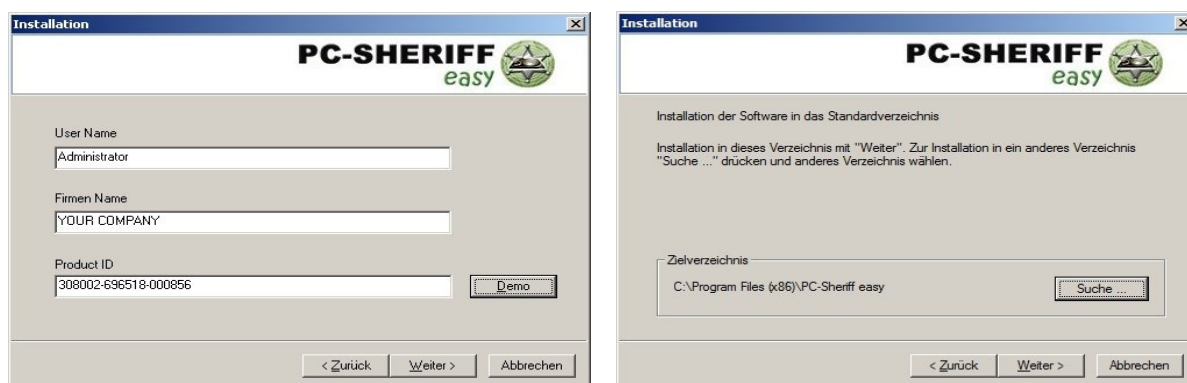 Installation
PC-SHERIFF
easy
User Name
Administrator
Firmen Name
YOUR COMPANY
Product ID
308002-696518-000856
Demo
< Zurück
Weiter >
Abbrechen
Installation
PC-SHERIFF
easy
Installation der Software in das Standardverzeichnis
Installation in dieses Verzeichnis mit "Weiter". Zur Installation in ein anderes Verzeichnis
"Suche ..." drücken und anderes Verzeichnis wählen.
Zielverzeichnis
C:\Program Files (x86)\PC-Sheriff easy
Suche ...
< Zurück
Weiter >
Abbrechen